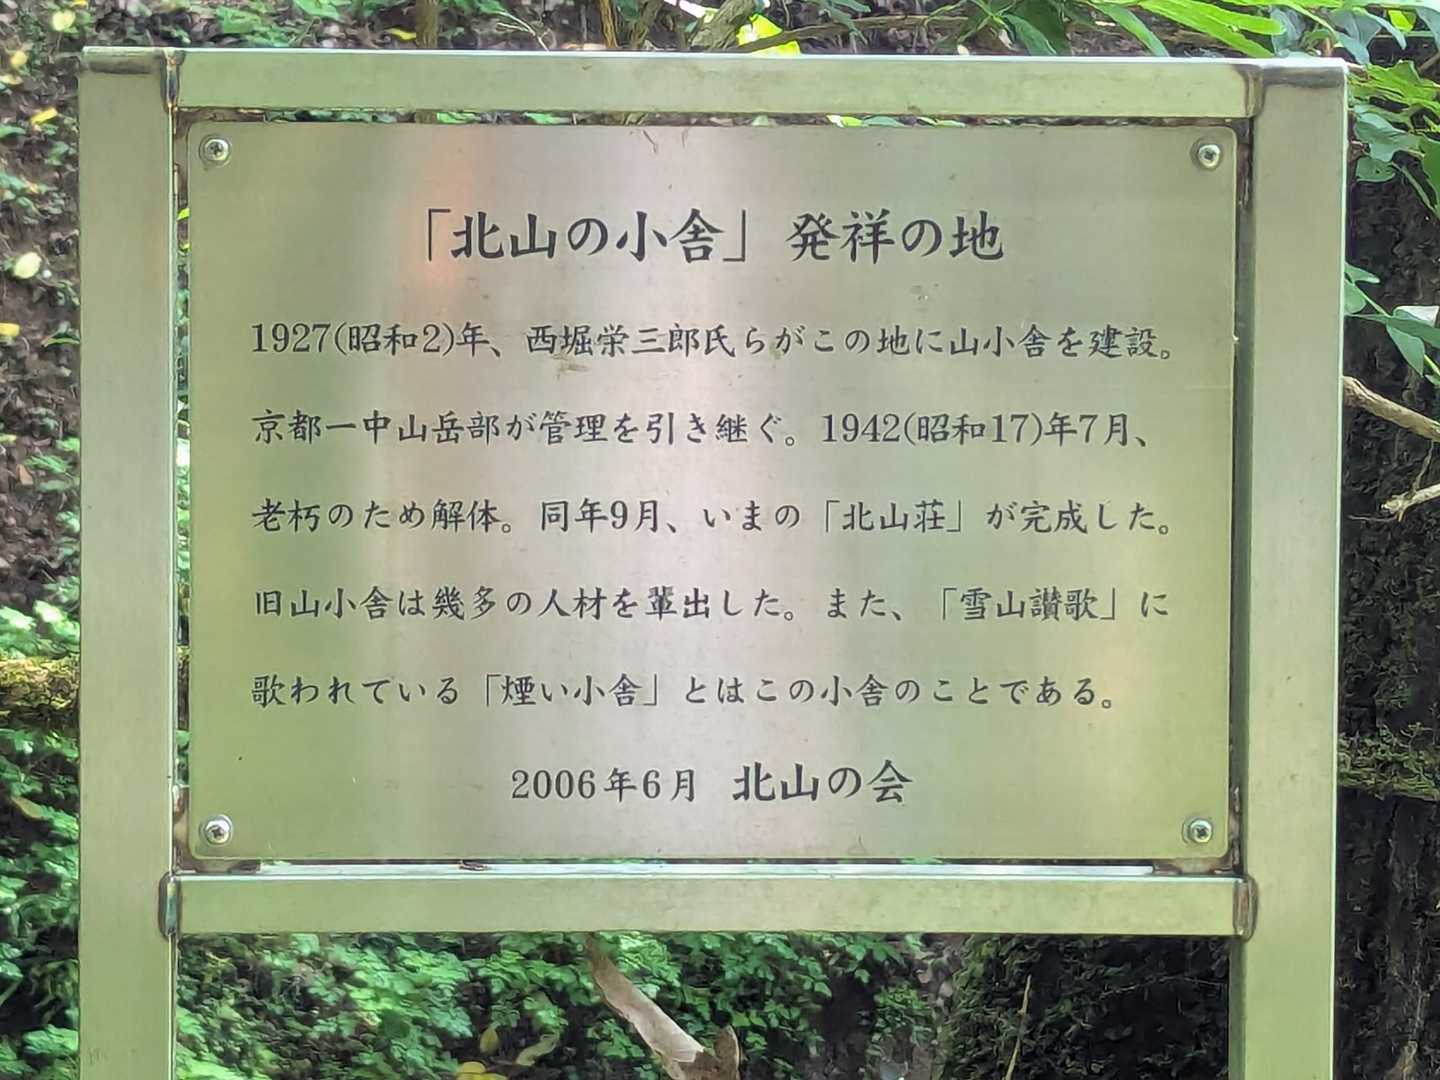 「北山の小舎」発祥の地
1927(昭和2)年、西堀栄三郎氏らがこの地に山小舎を建設。
京都一中山岳部が管理を引き継ぐ。1942(昭和17)年7月、
老朽のため解体。同年9月、いまの「北山荘」が完成した。
旧山小舎は幾多の人材を輩出した。また、「雪山讃歌」に
歌われている「煙い小舎」とはこの小舎のことである。
2006年6月 北山の会